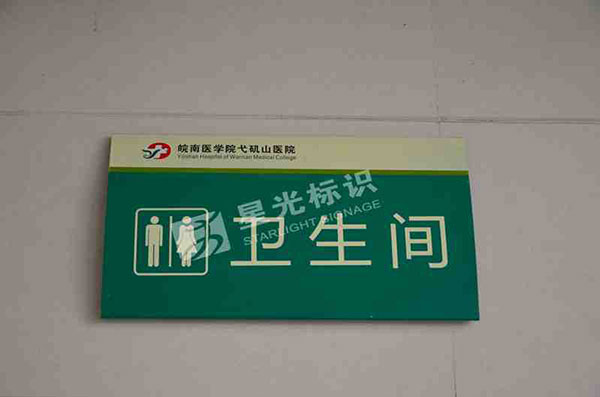 皖南医学院弋矶山医院
Yijishan Hospital of Wannan Medical College
星光标识
STARLIGHT SIGNAGE
卫生间